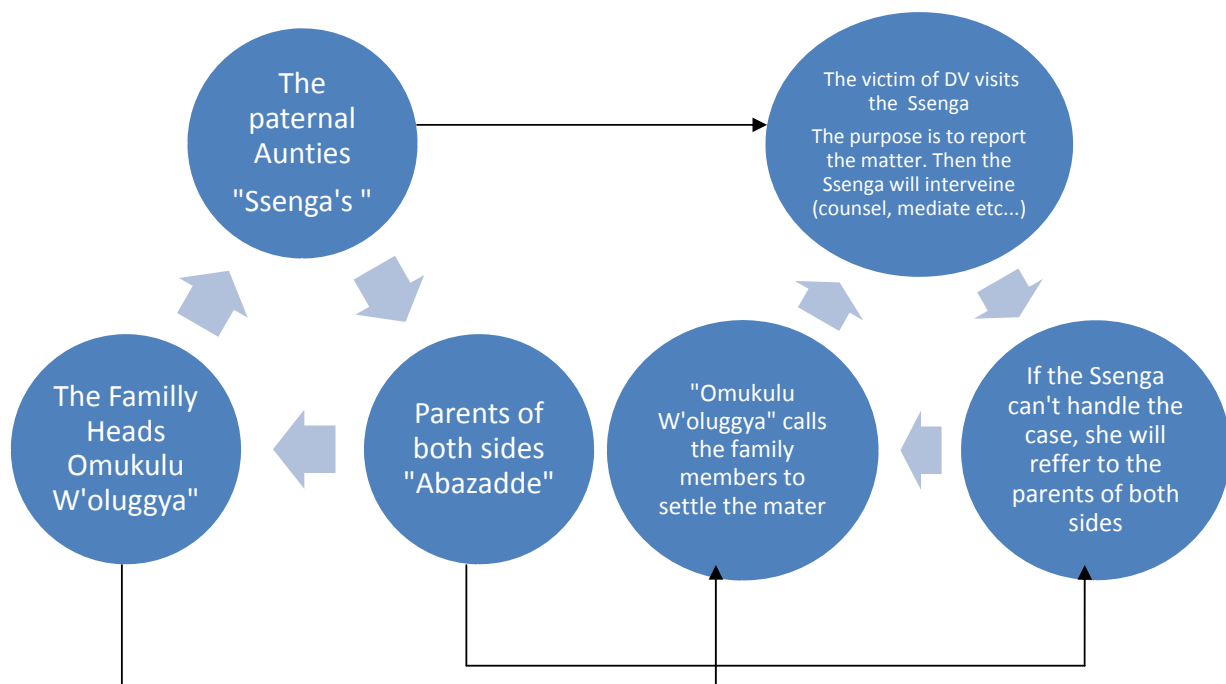 The
paternal
Aunties
"Ssenga's "
The victim of DV visits
the Ssenga
The purpose is to report
the matter. Then the
Ssenga will interveine
(counsel, mediate etc...)
The Familly
Heads
Omukulu
W'oluggya"
Parents of
both sides
"Abazadde"
"Omukulu
W'oluggya" calls
the family
members to
settle the mater
If the Ssenga
can't handle the
case, she will
reffer to the
parents of both
sides